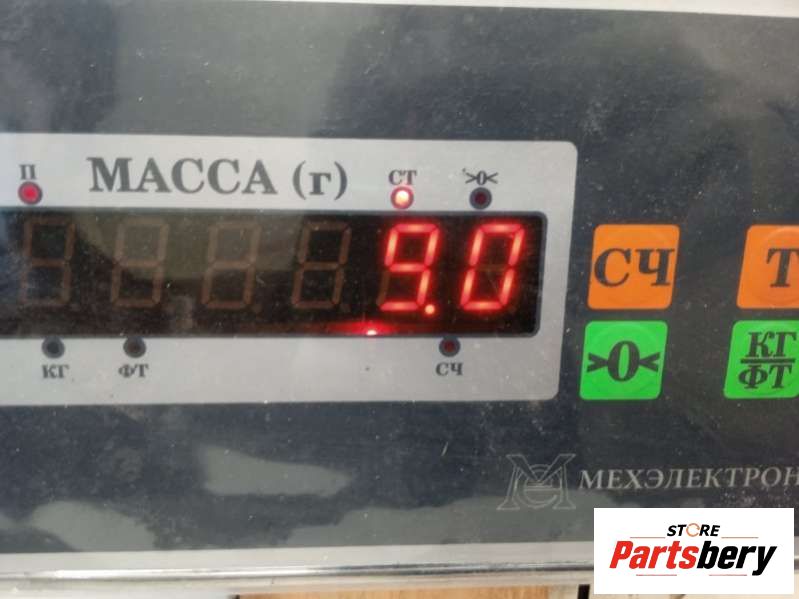 П
МАССА (г)
СТ
>0<
9.0
КГ
ФТ
СЧ
СЧ
Т
>0<
КГ
ФТ
МЕХЭЛЕКТРОН
STORE
Partsbery